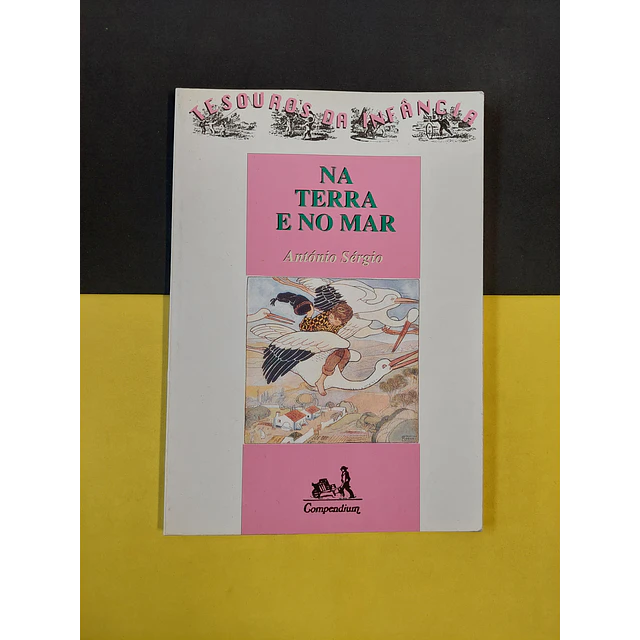 TESOUROS DA INFÂNCIA
NA
TERRA
E NO MAR
António Sérgio
Compendium